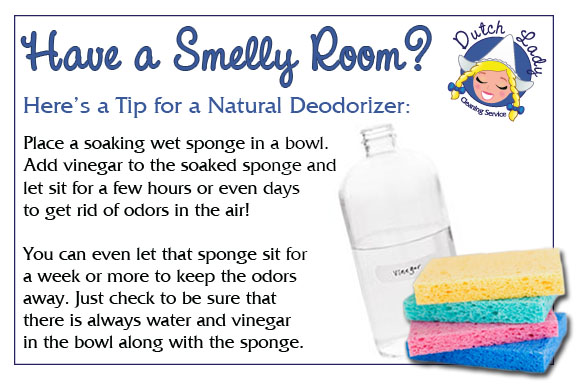 Have a Smelly Room?
Dutch Lady
Cleaning Service
Here's a Tip for a Natural Deodorizer:
Place a soaking wet sponge in a bowl.
Add vinegar to the soaked sponge and
let sit for a few hours or even days
to get rid of odors in the air!
You can even let that sponge sit for
a week or more to keep the odors
away. Just check to be sure that
there is always water and vinegar
in the bowl along with the sponge.
vinegar